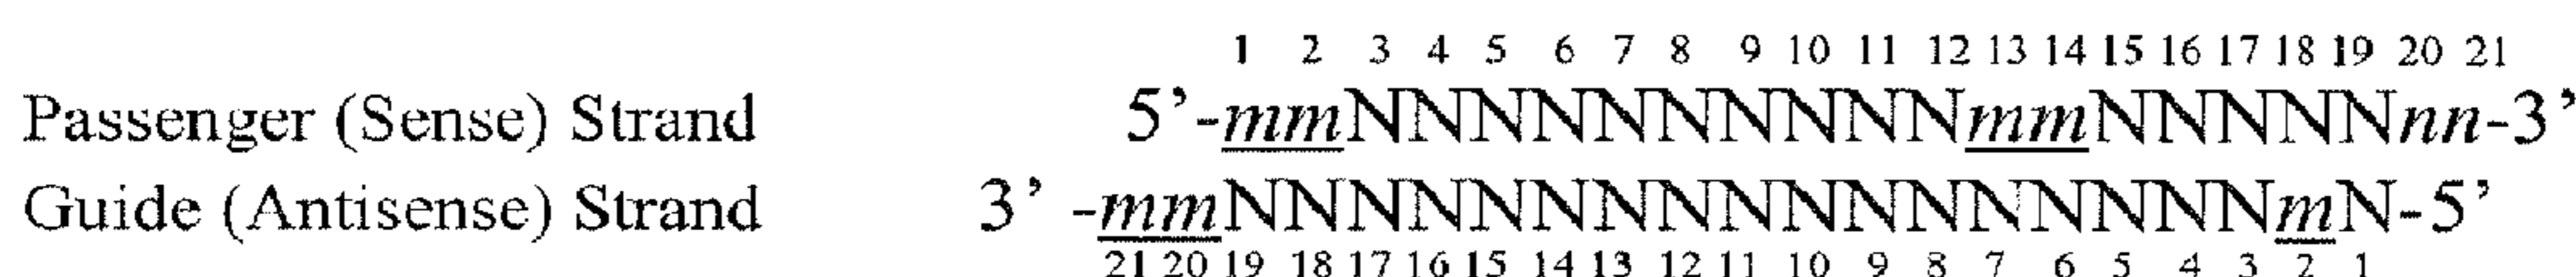 1 2 3 4 5 6 7 8 9 10 11 12 13 14 15 16 17 18 19 20 21
Passenger (Sense) Strand 5’-mmNNNNNNNNNNmmNNNNNnn-3’
Guide (Antisense) Strand 3’ -mmNNNNNNNNNNNNNNNNNmN-5’
21 20 19 18 17 16 15 14 13 12 11 10 9 8 7 6 5 4 3 2 1